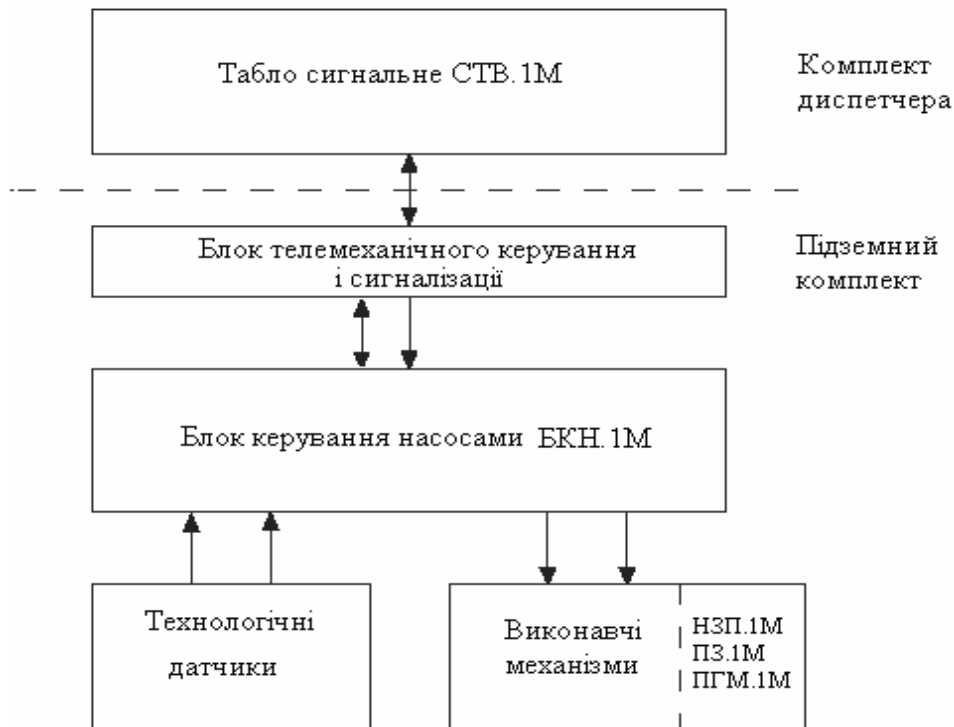 Табло сигнальне СТВ.1М
Комплект
диспетчера
Блок телемеханічного керування
і сигналізації
Підземний
комплект
Блок керування насосами БКН.1М
Технологічні
датчики
Виконавчі
механізми
НЗП.1М
ПЗ.1М
ПГМ.1М